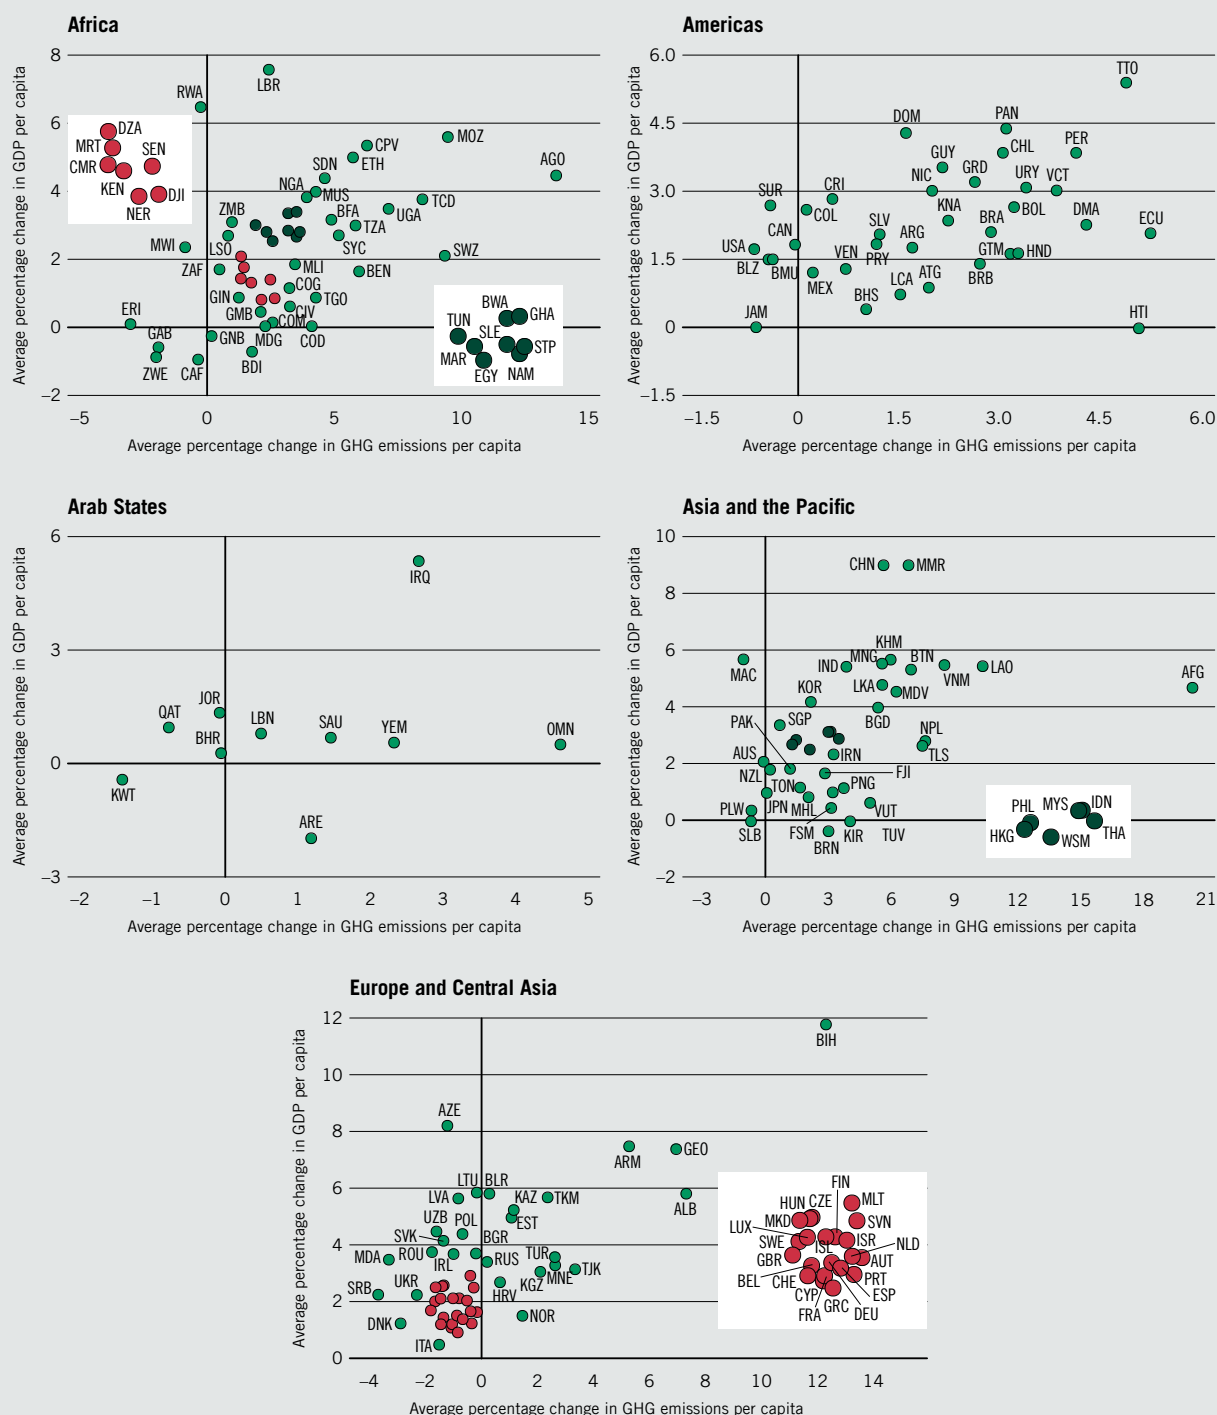 Africa
Average percentage change in GDP per capita
8
6
4
2
0
−2
LBR
RWA
DZA
MRT
SEN
CMR
KEN
DJI
NER
MOZ
CPV
ETH
AGO
SDN
NGA
MUS
TCD
UGA
BFA
TZA
ZMB
SYC
LSO
MWI
SWZ
MLI
BEN
ZAF
COG
GIN
TGO
GMB
CIV
COM
ERI
GNB
MDG
COD
GAB
BDI
ZWE
CAF
BWA
GHA
TUN
SLE
STP
MAR
EGY
NAM
−5 0 5 10 15
Average percentage change in GHG emissions per capita
Americas
Average percentage change in GDP per capita
6.0
4.5
3.0
1.5
0
−1.5
TTO
DOM
PAN
CHL
PER
GUY
GRD
URY
VCT
NIC
SUR
CRI
COL
KNA
BOL
DMA
ECU
CAN
SLV
BRA
ARG
USA
PRY
GTM
HND
BLZ
BMU
VEN
BRB
MEX
LCA
ATG
BHS
JAM
HTI
−1.5 0 1.5 3.0 4.5 6.0
Average percentage change in GHG emissions per capita
Arab States
Average percentage change in GDP per capita
6
3
0
−3
IRQ
JOR
QAT
LBN
SAU
YEM
OMN
BHR
KWT
ARE
−2 −1 0 1 2 3 4 5
Average percentage change in GHG emissions per capita
Asia and the Pacific
Average percentage change in GDP per capita
10
8
6
4
2
0
−2
CHN
MMR
KHM
MNG
BTN
MAC
IND
VNM
LAO
AFG
LKA
MDV
KOR
BGD
SGP
PAK
NPL
TLS
AUS
IRN
NZL
FJI
TON
PNG
PLW
JPN
MHL
VUT
SLB
FSM
KIR
TUV
BRN
PHL
MYS
IDN
HKG
WSM
THA
−3 0 3 6 9 12 15 18 21
Average percentage change in GHG emissions per capita
Europe and Central Asia
Average percentage change in GDP per capita
12
10
8
6
4
2
0
BIH
AZE
ARM
GEO
LTU
BLR
LVA
KAZ
TKM
ALB
UZB
POL
EST
SVK
BGR
MDA
ROU
IRL
RUS
TUR
MNE
TJK
KGZ
SRB
UKR
HRV
DNK
NOR
ITA
FIN
HUN
CZE
MLT
MKD
SVN
LUX
ISR
SWE
ISL
NLD
GBR
AUT
BEL
PRT
CHE
ESP
CYP
GRC
DEU
FRA
−4 −2 0 2 4 6 8 10 12 14
Average percentage change in GHG emissions per capita